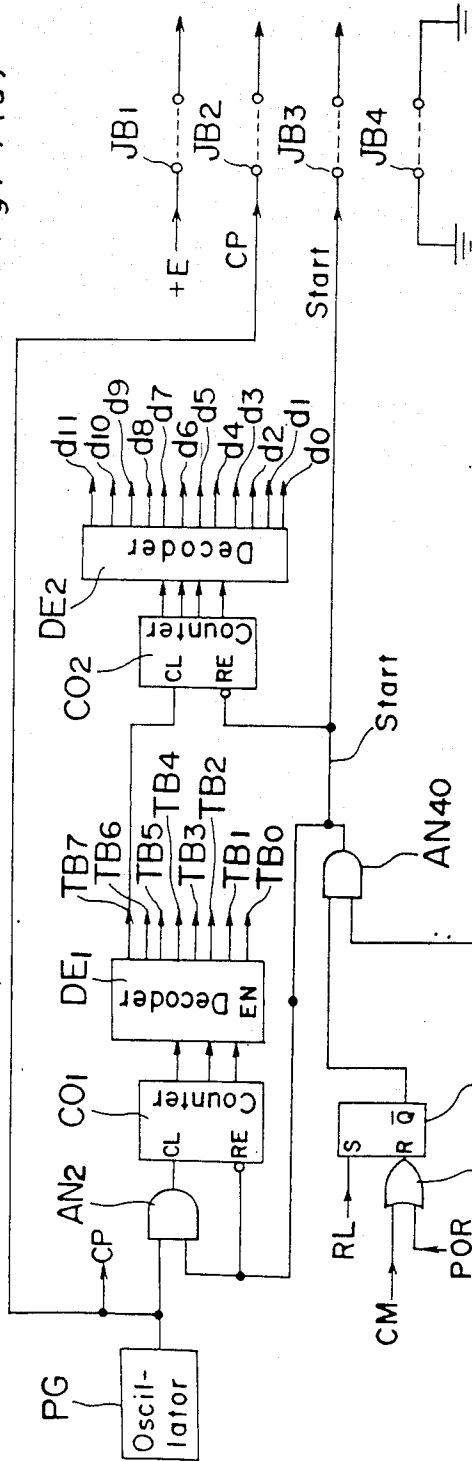 PG
Oscil-
lator
CP
AN2
CO1
CL
RE
Counter
DE1
Decoder
EN
TB7
TB6
TB5
TB4
TB3
TB2
TB1
TB0
CO2
CL
RE
Counter
DE2
Decoder
d11
d10
d9
d8
d7
d6
d5
d4
d3
d2
d1
d0
+E
JB1
CP
JB2
Start
JB3
JB4
Start
AN40
RL
S
R
Q̅
CM
POR